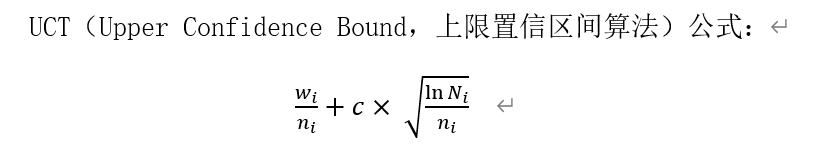 UCT（Upper Confidence Bound，上限置信区间算法）公式：↵
w_i/n_i + c × √(ln N_i/n_i) ↵